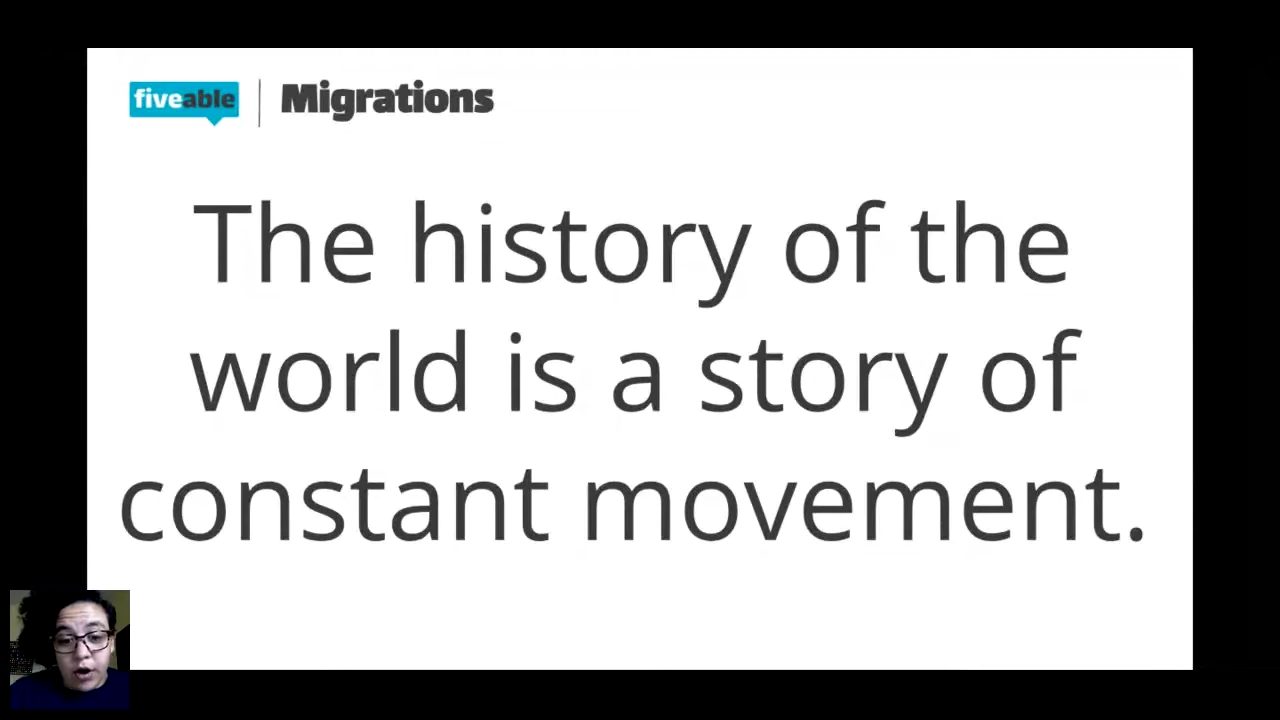 fiveable | Migrations
The history of the
world is a story of
constant movement.